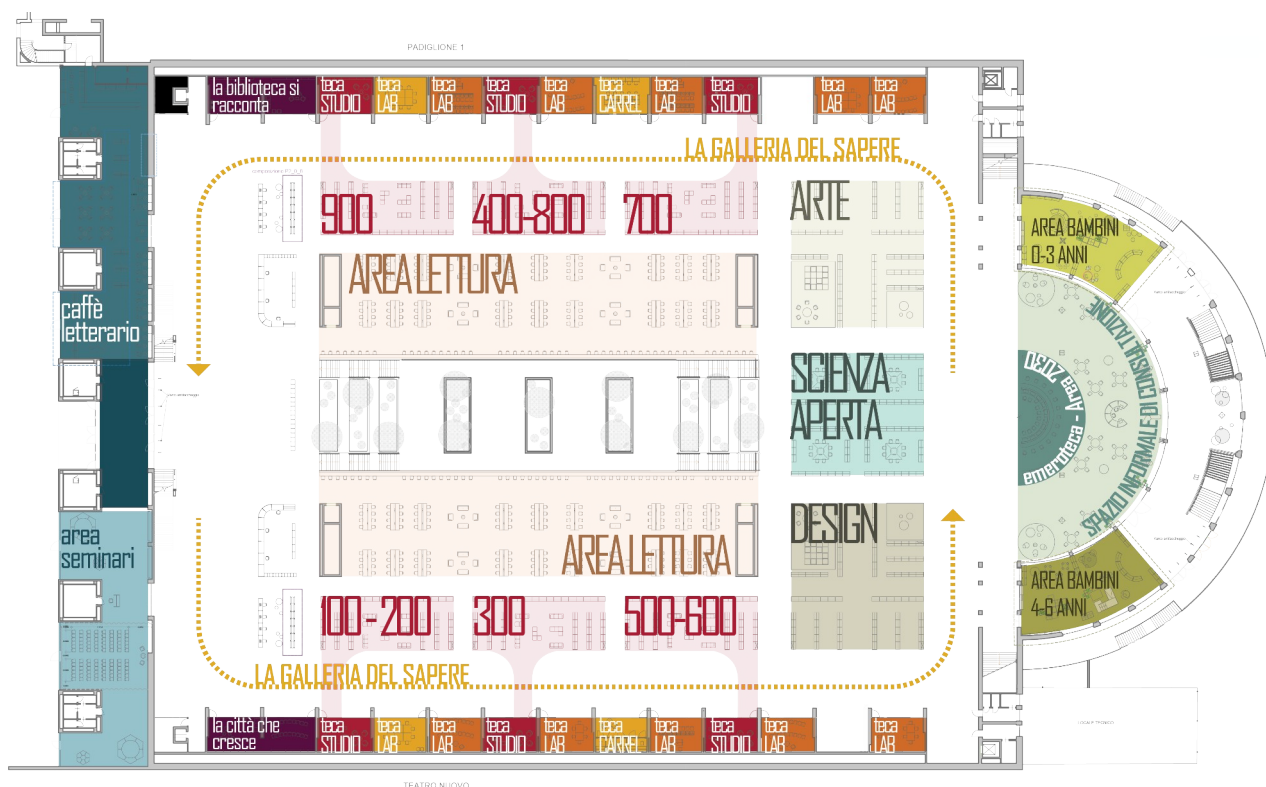 PADIGLIONE 1
la biblioteca si
racconta
teca
STUDIO
teca
LAB
teca
LAB
teca
STUDIO
teca
LAB
teca
CARREL
teca
LAB
teca
STUDIO
teca
LAB
teca
LAB
LA GALLERIA DEL SAPERE
900
400-800
700
ARTE
AREA BAMBINI
0-3 ANNI
AREA LETTURA
caffè
letterario
SPAZIO INFORMALE DI CONSULTAZIONE
emeroteca - Area 2030
SCIENZA
APERTA
DESIGN
area
seminari
AREA LETTURA
AREA BAMBINI
4-6 ANNI
100 - 200
300
500-600
LA GALLERIA DEL SAPERE
la città che
cresce
teca
STUDIO
teca
LAB
teca
LAB
teca
STUDIO
teca
LAB
teca
CARREL
teca
LAB
teca
STUDIO
teca
LAB
teca
LAB
LOCALE TECNICO
TEATRO NUOVO